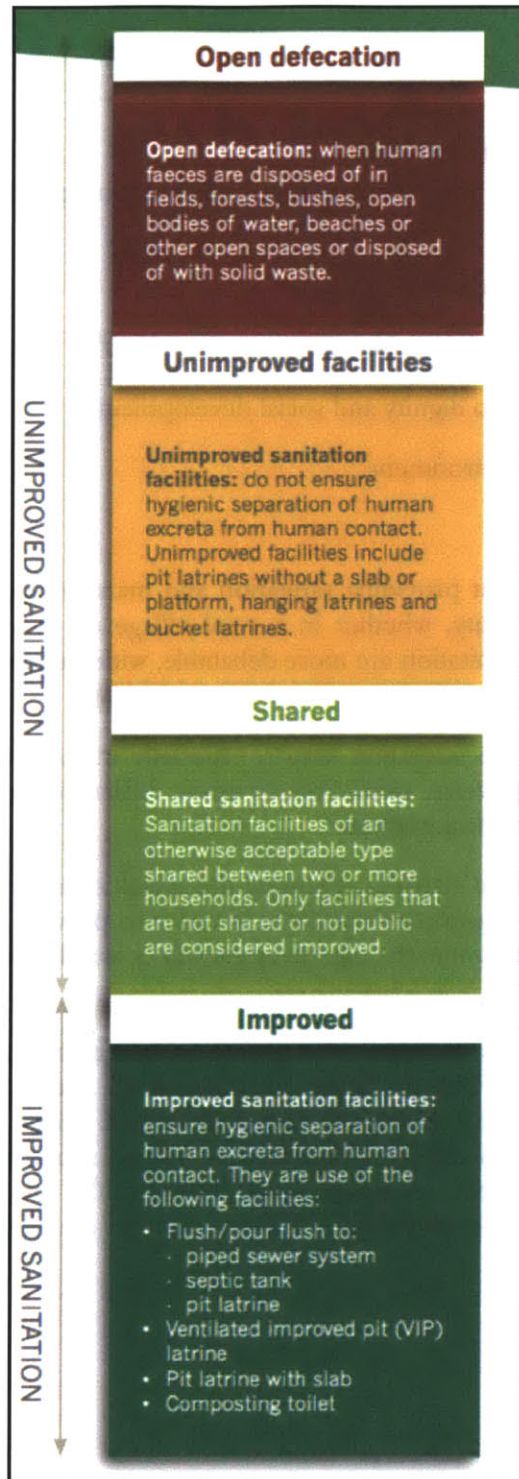 UNIMPROVED SANITATION
Open defecation
Open defecation: when human
faeces are disposed of in
fields, forests, bushes, open
bodies of water, beaches or
other open spaces or disposed
of with solid waste.
Unimproved facilities
Unimproved sanitation
facilities: do not ensure
hygienic separation of human
excreta from human contact.
Unimproved facilities include
pit latrines without a slab or
platform, hanging latrines and
bucket latrines.
Shared
Shared sanitation facilities:
Sanitation facilities of an
otherwise acceptable type
shared between two or more
households. Only facilities that
are not shared or not public
are considered improved.
IMPROVED SANITATION
Improved
Improved sanitation facilities:
ensure hygienic separation of
human excreta from human
contact. They are use of the
following facilities:
• Flush/pour flush to:
· piped sewer system
· septic tank
· pit latrine
• Ventilated improved pit (VIP)
latrine
• Pit latrine with slab
• Composting toilet